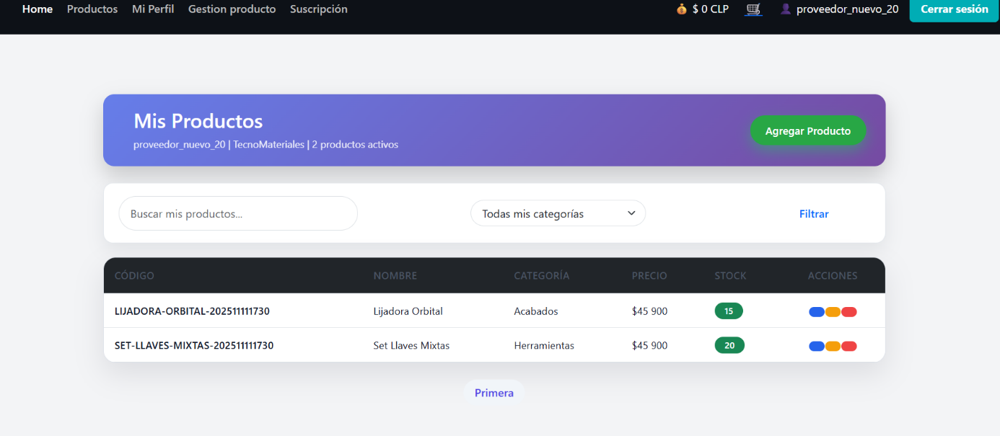 Home Productos Mi Perfil Gestion producto Suscripción $ 0 CLP proveedor_nuevo_20 Cerrar sesión
Mis Productos
proveedor_nuevo_20 | TecnoMateriales | 2 productos activos
Agregar Producto
Buscar mis productos... Todas mis categorías Filtrar
CÓDIGO NOMBRE CATEGORÍA PRECIO STOCK ACCIONES
LIJADORA-ORBITAL-202511111730 Lijadora Orbital Acabados $45 900 15
SET-LLAVES-MIXTAS-202511111730 Set Llaves Mixtas Herramientas $45 900 20
Primera